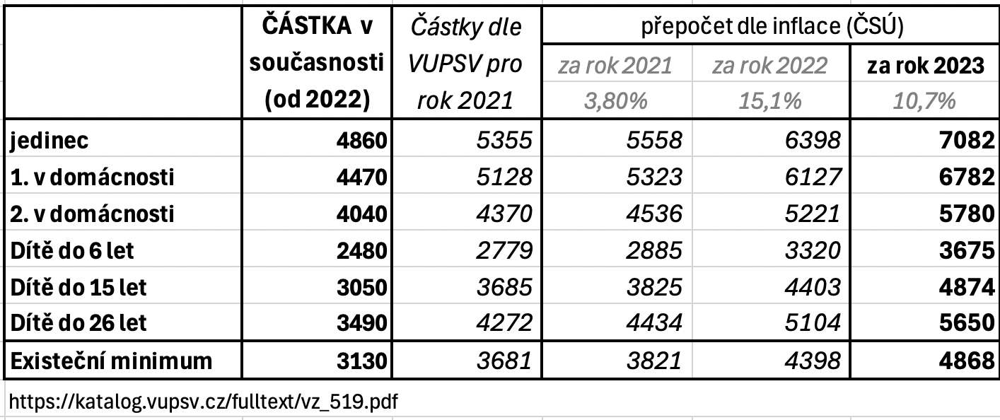 ČÁSTKA v současnosti (od 2022) Částky dle VUPSV pro rok 2021 přepočet dle inflace (ČSÚ)
za rok 2021 za rok 2022 za rok 2023
3,80% 15,1% 10,7%
jedinec 4860 5355 5558 6398 7082
1. v domácnosti 4470 5128 5323 6127 6782
2. v domácnosti 4040 4370 4536 5221 5780
Dítě do 6 let 2480 2779 2885 3320 3675
Dítě do 15 let 3050 3685 3825 4403 4874
Dítě do 26 let 3490 4272 4434 5104 5650
Existeční minimum 3130 3681 3821 4398 4868
https://katalog.vupsv.cz/fulltext/vz_519.pdf